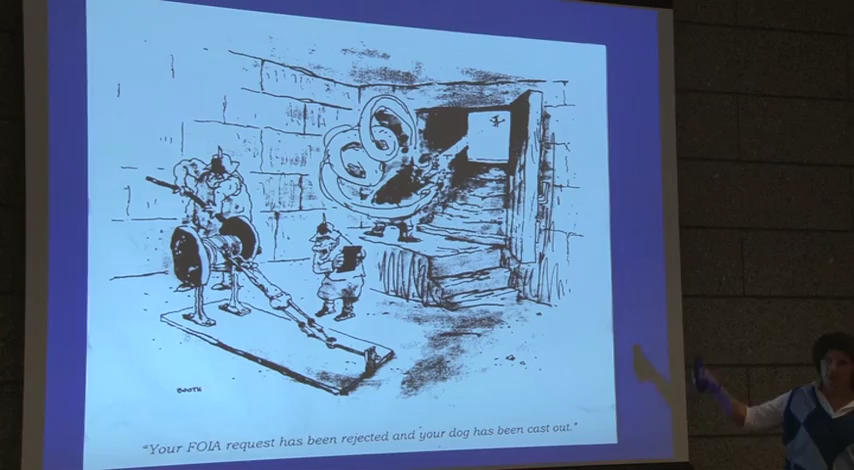 BOOTH
"Your FOIA request has been rejected and your dog has been cast out."